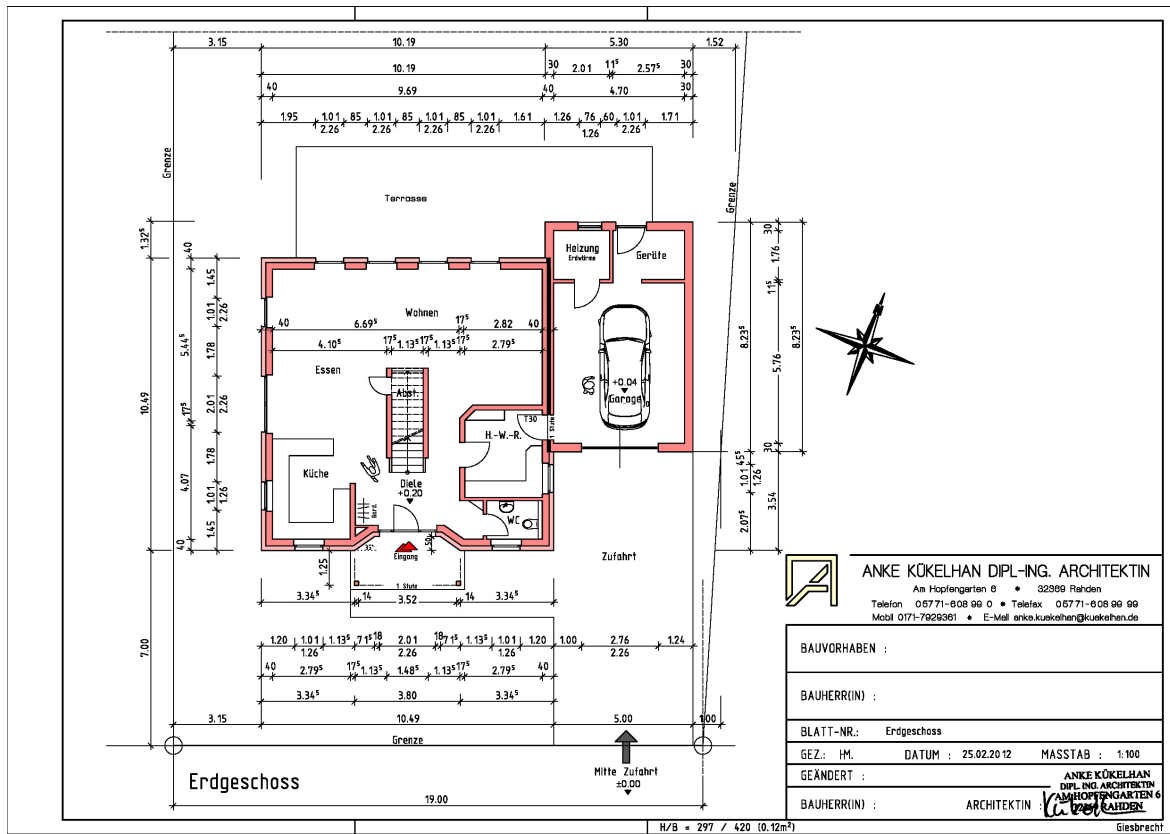 3.15 10.19 5.30 1.52
10.19 30 2.01 11⁵ 2.57⁵ 30
40 9.69 40 4.70 30
1.95 1.01 85 1.01 85 1.01 85 1.01 1.61 1.26 76 60 1.01 1.71
2.26 2.26 2.26 2.26 1.26 2.26
Grenze
Grenze
Terrasse
1.32⁵
40
30
1.76
11⁵
8.23⁵
8.23⁵
5.76
30
Heizung
Erdwärme
Geräte
1.45
1.01
2.26
1.78
2.01
2.26
1.78
1.01
1.26
1.45
5.44⁵
17⁵
4.07
40
10.49
7.00
Wohnen
40 6.69⁵ 17⁵ 2.82 40
4.10⁵ 17⁵ 1.13⁵ 17⁵ 1.13⁵ 17⁵ 2.79⁵
Essen
Abst.
+0.04
Garage
T30
1 Stufe
H.-W.-R.
Küche
Diele
+0.20
Gard.
WC
45⁵
1.01
1.26
2.07⁵
3.54
Eingang
35°
50
1.25
1 Stufe
Zufahrt
3.34⁵ 14 3.52 14 3.34⁵
1.20 1.01 1.13⁵ 71⁵ 18 2.01 18 71⁵ 1.13⁵ 1.01 1.20 1.00 2.76 1.24
1.26 2.26 1.26 2.26
40 2.79⁵ 17⁵ 1.13⁵ 1.48⁵ 1.13⁵ 17⁵ 2.79⁵ 40
3.34⁵ 3.80 3.34⁵
3.15 10.49 5.00 1.00
Grenze
Erdgeschoss
Mitte Zufahrt
±0.00
19.00
ANKE KÜKELHAN DIPL-ING. ARCHITEKTIN
Am Hopfengarten 6 • 32369 Rahden
Telefon 05771-608 99 0 • Telefax 05771-608 99 99
Mobil 0171-7929361 • E-Mail anke.kuekelhan@kuekelhan.de
BAUVORHABEN :
BAUHERR(IN) :
BLATT-NR.: Erdgeschoss
GEZ.: HM. DATUM : 25.02.2012 MASSTAB : 1:100
GEÄNDERT :
BAUHERR(IN) : ARCHITEKTIN :
ANKE KÜKELHAN
DIPL. ING. ARCHITEKTIN
AM HOPFENGARTEN 6
RAHDEN
H/B = 297 / 420 (0.12m²)
Giesbrecht